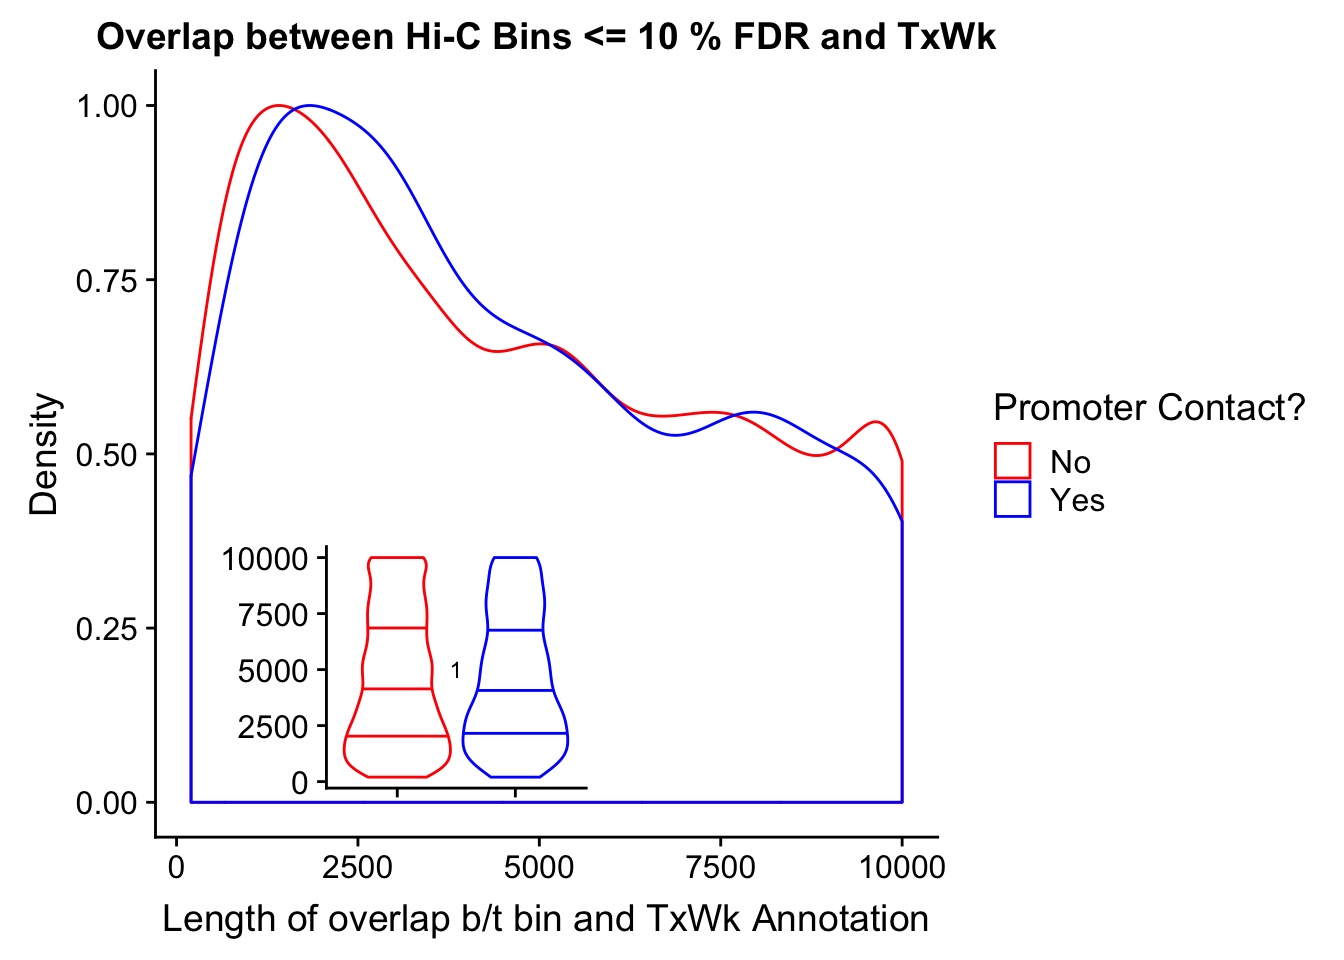 Overlap between Hi-C Bins <= 10 % FDR and TxWk
1.00
0.75
0.50
0.25
0.00
Density
10000
7500
5000
2500
0
1
0
2500
5000
7500
10000
Length of overlap b/t bin and TxWk Annotation
Promoter Contact?
No
Yes